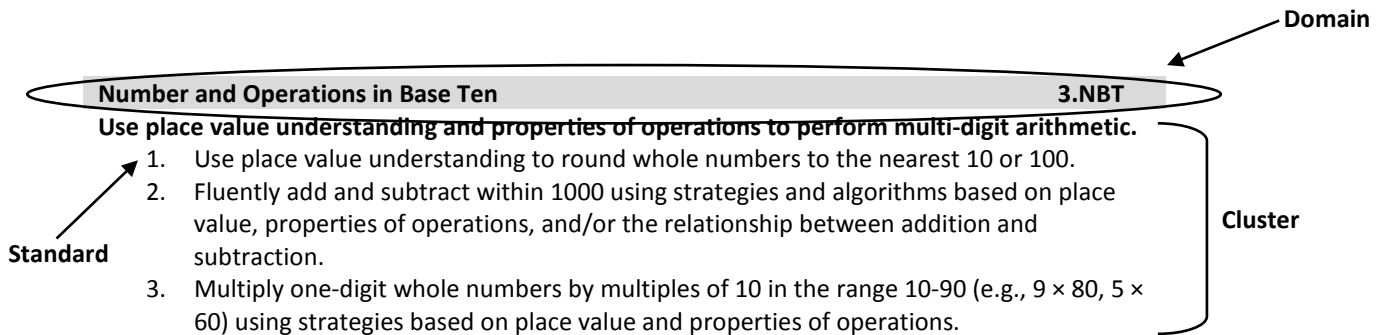 Domain
Number and Operations in Base Ten 3.NBT
Use place value understanding and properties of operations to perform multi-digit arithmetic.
1. Use place value understanding to round whole numbers to the nearest 10 or 100.
2. Fluently add and subtract within 1000 using strategies and algorithms based on place
value, properties of operations, and/or the relationship between addition and
subtraction.
3. Multiply one-digit whole numbers by multiples of 10 in the range 10-90 (e.g., 9 × 80, 5 ×
60) using strategies based on place value and properties of operations.
Standard
Cluster